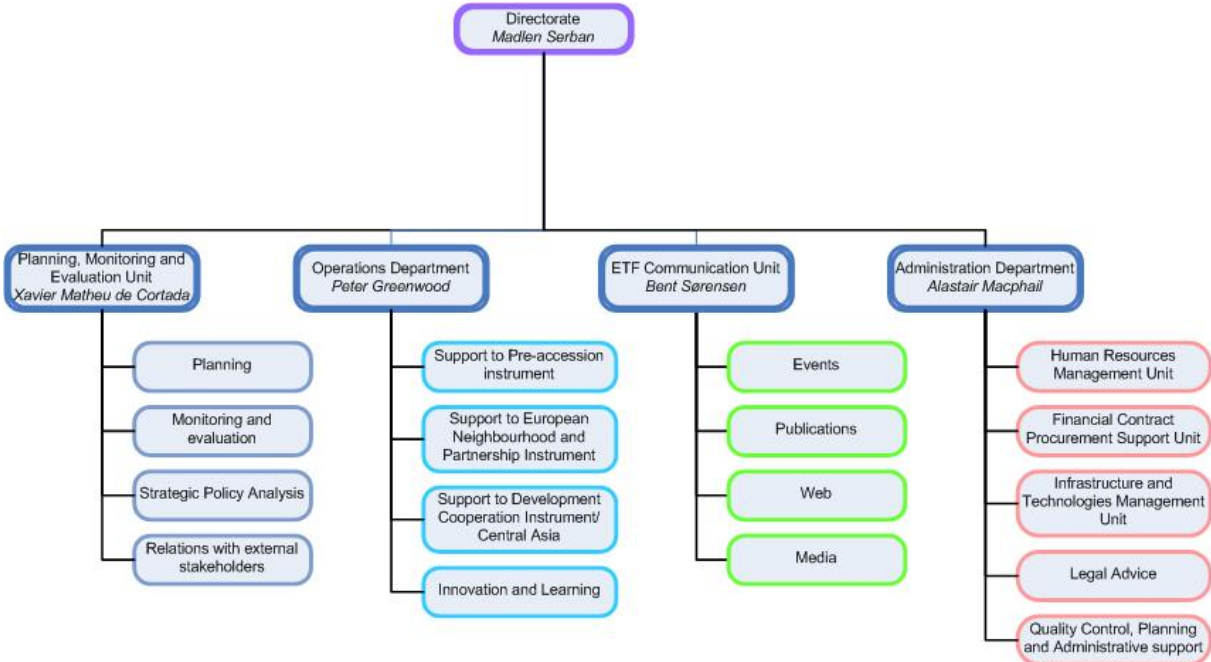 Directorate
Madlen Serban
Planning, Monitoring and
Evaluation Unit
Xavier Matheu de Cortada
Planning
Monitoring and
evaluation
Strategic Policy Analysis
Relations with external
stakeholders
Operations Department
Peter Greenwood
Support to Pre-accession
instrument
Support to European
Neighbourhood and
Partnership Instrument
Support to Development
Cooperation Instrument/
Central Asia
Innovation and Learning
ETF Communication Unit
Bent Sørensen
Events
Publications
Web
Media
Administration Department
Alastair Macphail
Human Resources
Management Unit
Financial Contract
Procurement Support Unit
Infrastructure and
Technologies Management
Unit
Legal Advice
Quality Control, Planning
and Administrative support